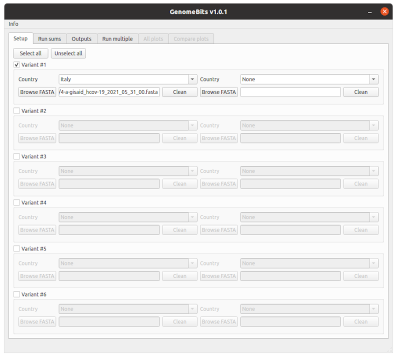 GenomeBits v1.0.1
Info
Setup Run sums Outputs Run multiple All plots Compare plots
Select all Unselect all
Variant #1
Country Italy Country None
Browse FASTA /4-a-gisaid_hcov-19_2021_05_31_00.fasta Clean Browse FASTA Clean
Variant #2
Country None Country None
Browse FASTA Clean Browse FASTA Clean
Variant #3
Country None Country None
Browse FASTA Clean Browse FASTA Clean
Variant #4
Country None Country None
Browse FASTA Clean Browse FASTA Clean
Variant #5
Country None Country None
Browse FASTA Clean Browse FASTA Clean
Variant #6
Country None Country None
Browse FASTA Clean Browse FASTA Clean